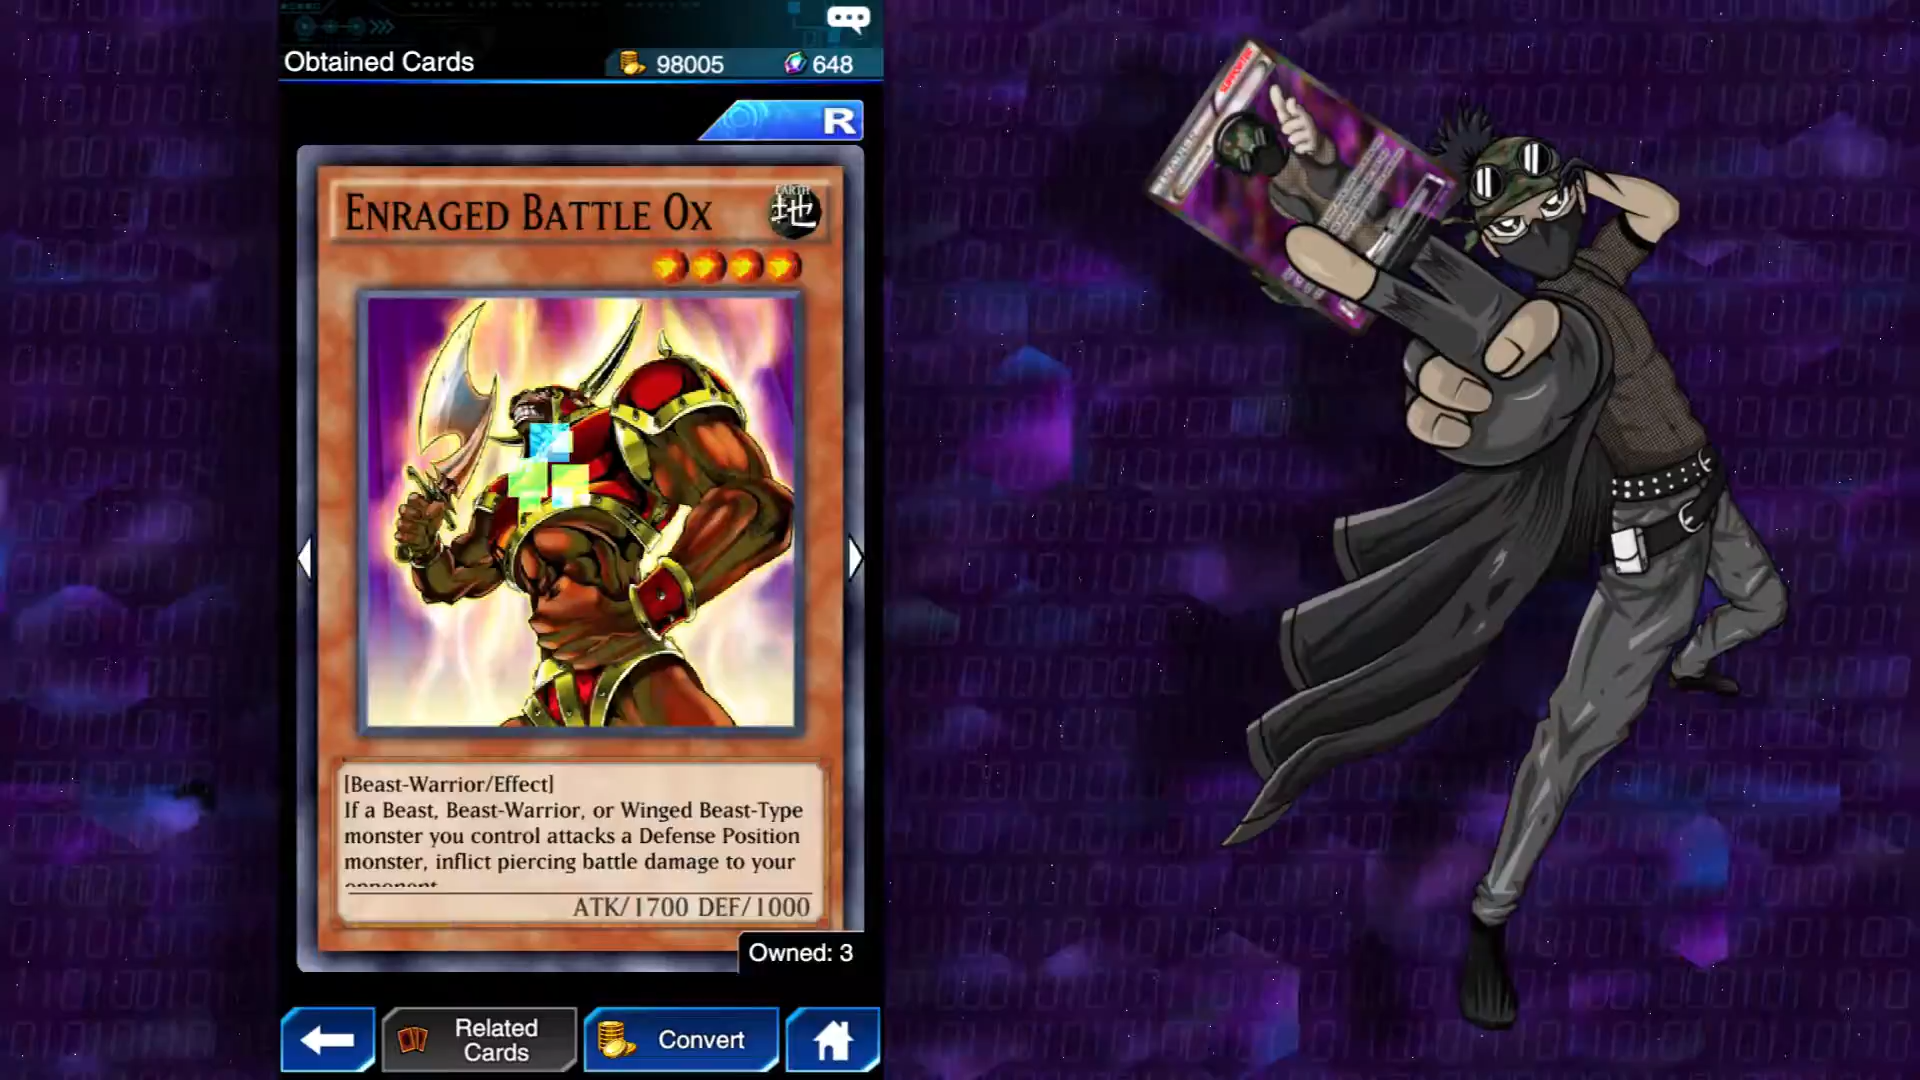 Obtained Cards
98005
648
R
ENRAGED BATTLE OX
EARTH
地
[Beast-Warrior/Effect]
If a Beast, Beast-Warrior, or Winged Beast-Type
monster you control attacks a Defense Position
monster, inflict piercing battle damage to your
opponent
ATK/1700 DEF/1000
Owned: 3
Related
Cards
Convert
SUPPORTER